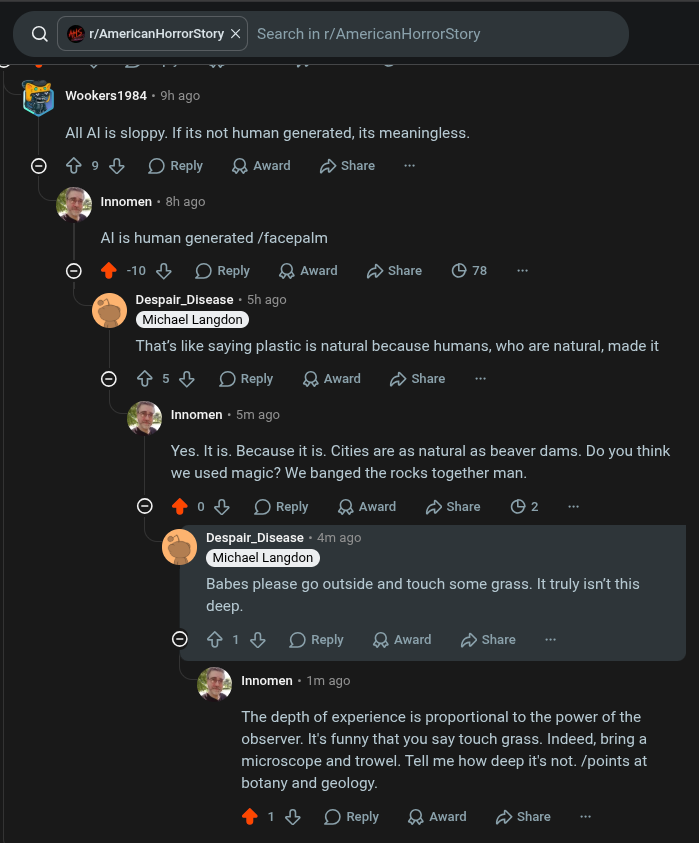 r/AmericanHorrorStory
Search in r/AmericanHorrorStory
Wookers1984 • 9h ago
All AI is sloppy. If its not human generated, its meaningless.
9 Reply Award Share ...
Innomen • 8h ago
AI is human generated /facepalm
-10 Reply Award Share 78 ...
Despair_Disease • 5h ago
Michael Langdon
That’s like saying plastic is natural because humans, who are natural, made it
5 Reply Award Share ...
Innomen • 5m ago
Yes. It is. Because it is. Cities are as natural as beaver dams. Do you think
we used magic? We banged the rocks together man.
0 Reply Award Share 2 ...
Despair_Disease • 4m ago
Michael Langdon
Babes please go outside and touch some grass. It truly isn’t this
deep.
1 Reply Award Share ...
Innomen • 1m ago
The depth of experience is proportional to the power of the
observer. It's funny that you say touch grass. Indeed, bring a
microscope and trowel. Tell me how deep it's not. /points at
botany and geology.
1 Reply Award Share ...